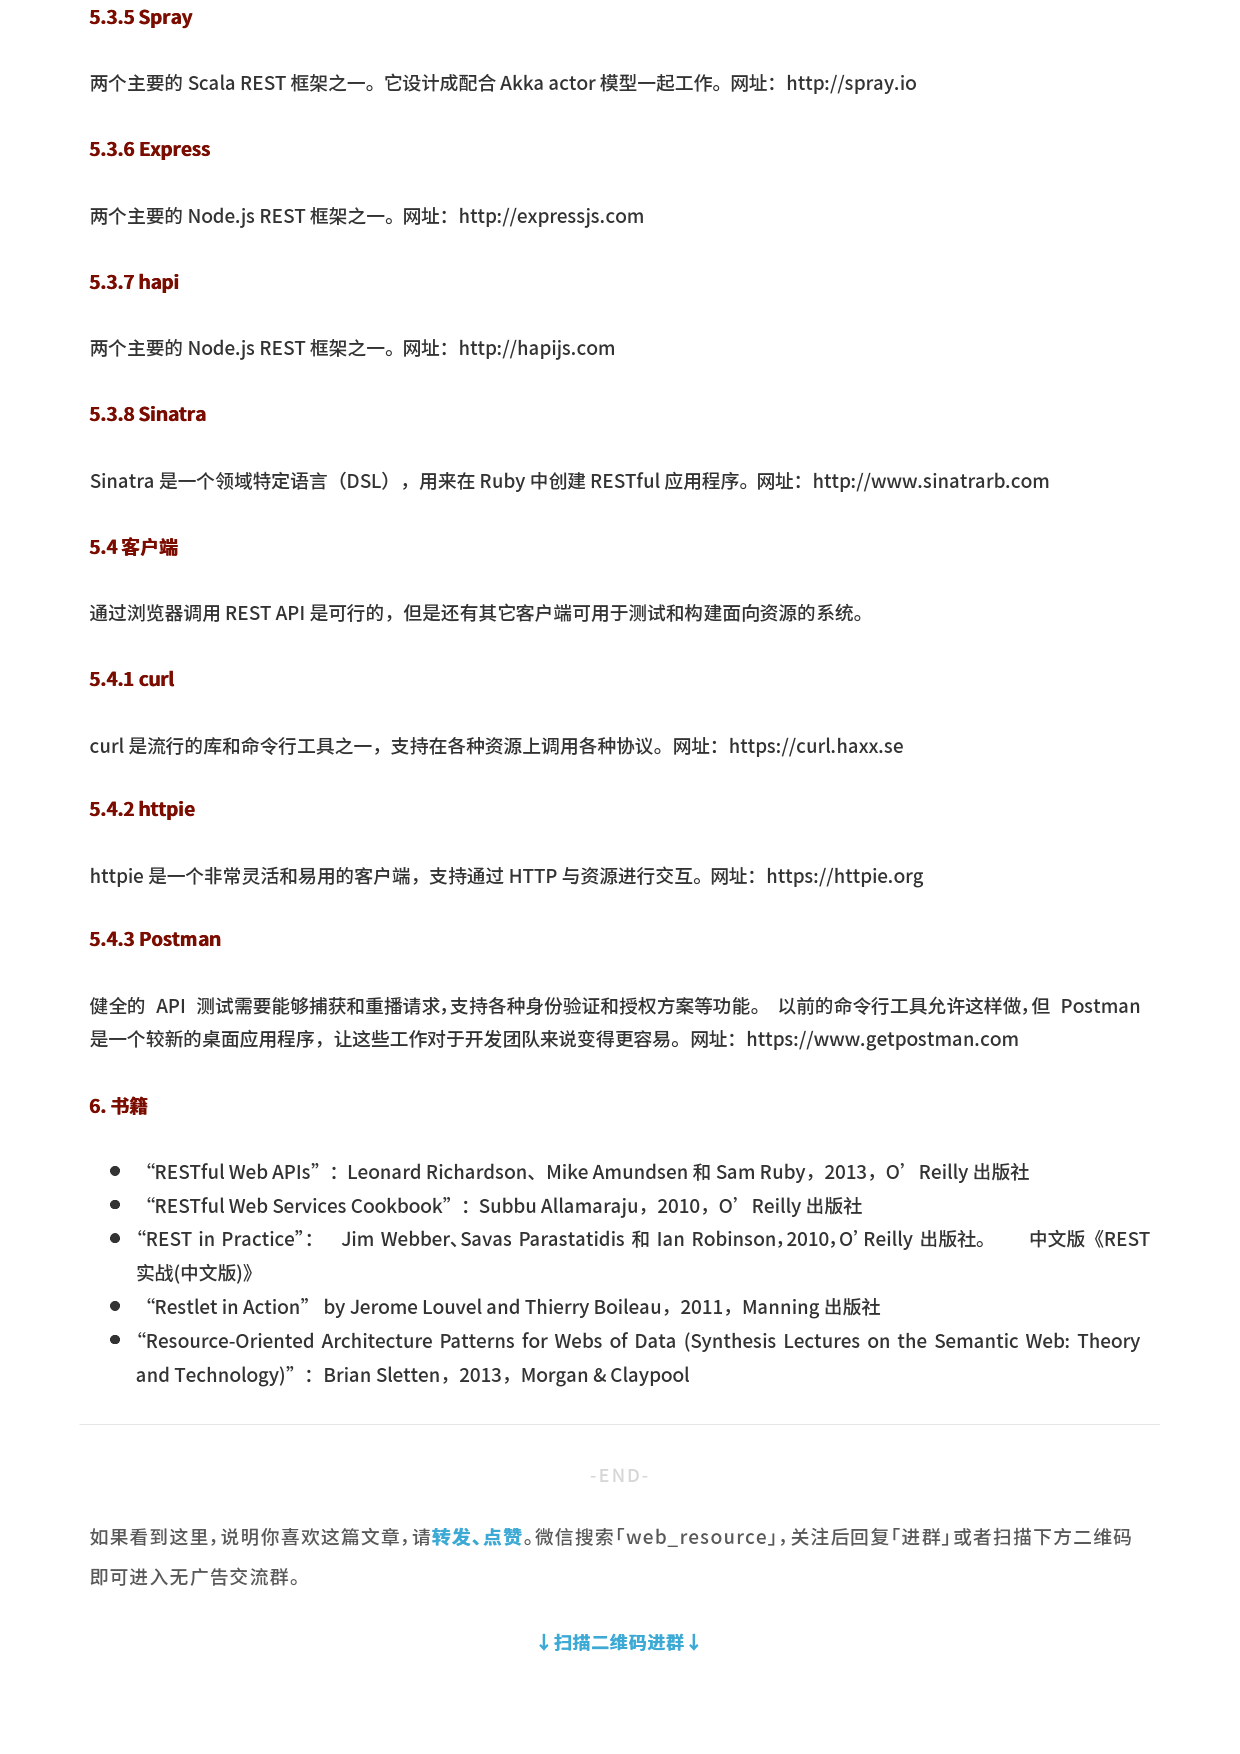 5.3.5 Spray
两个主要的 Scala REST 框架之一。它设计成配合 Akka actor 模型一起工作。网址：http://spray.io
5.3.6 Express
两个主要的 Node.js REST 框架之一。网址：http://expressjs.com
5.3.7 hapi
两个主要的 Node.js REST 框架之一。网址：http://hapijs.com
5.3.8 Sinatra
Sinatra 是一个领域特定语言（DSL），用来在 Ruby 中创建 RESTful 应用程序。网址：http://www.sinatrarb.com
5.4 客户端
通过浏览器调用 REST API 是可行的，但是还有其它客户端可用于测试和构建面向资源的系统。
5.4.1 curl
curl 是流行的库和命令行工具之一，支持在各种资源上调用各种协议。网址：https://curl.haxx.se
5.4.2 httpie
httpie 是一个非常灵活和易用的客户端，支持通过 HTTP 与资源进行交互。网址：https://httpie.org
5.4.3 Postman
健全的 API 测试需要能够捕获和重播请求，支持各种身份验证和授权方案等功能。 以前的命令行工具允许这样做，但 Postman
是一个较新的桌面应用程序，让这些工作对于开发团队来说变得更容易。网址：https://www.getpostman.com
6. 书籍
● “RESTful Web APIs”：Leonard Richardson、Mike Amundsen 和 Sam Ruby，2013，O’Reilly 出版社
● “RESTful Web Services Cookbook”：Subbu Allamaraju，2010，O’Reilly 出版社
● “REST in Practice”： Jim Webber、Savas Parastatidis 和 Ian Robinson，2010，O’Reilly 出版社。 中文版《REST
实战(中文版)》
● “Restlet in Action” by Jerome Louvel and Thierry Boileau，2011，Manning 出版社
● “Resource-Oriented Architecture Patterns for Webs of Data (Synthesis Lectures on the Semantic Web: Theory
and Technology)”：Brian Sletten，2013，Morgan & Claypool
-END-
如果看到这里，说明你喜欢这篇文章，请转发、点赞。微信搜索「web_resource」，关注后回复「进群」或者扫描下方二维码
即可进入无广告交流群。
↓扫描二维码进群↓